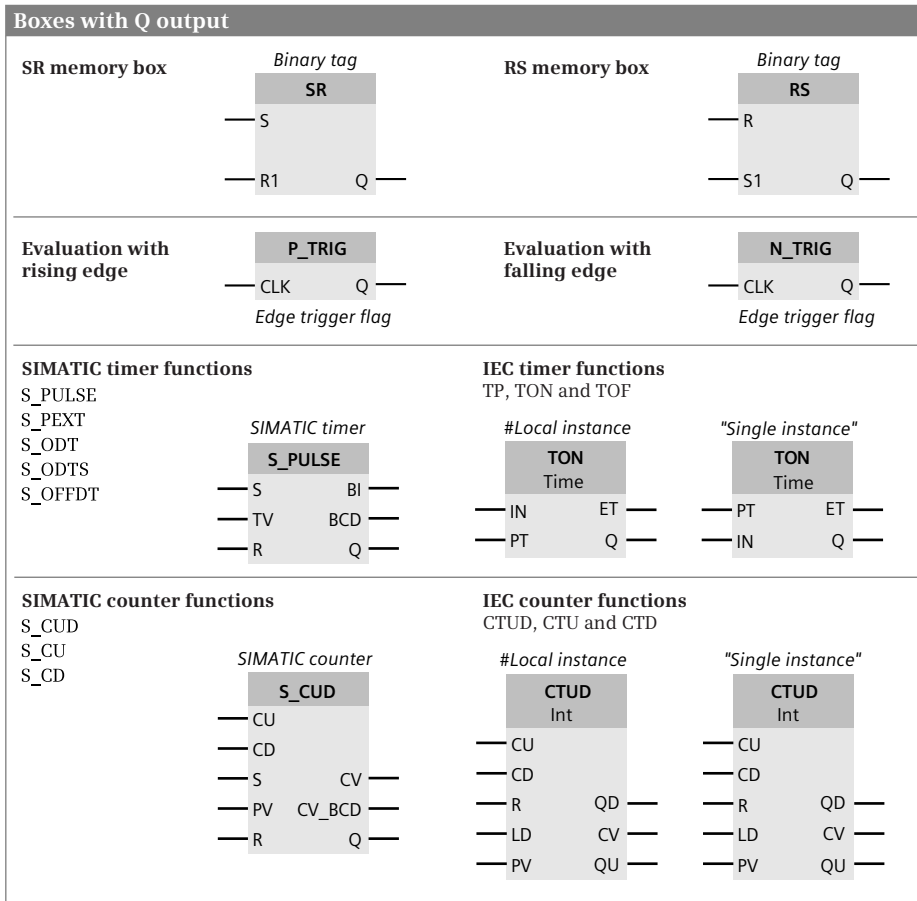 Boxes with Q output
SR memory box
Binary tag
SR
S
R1 Q
RS memory box
Binary tag
RS
R
S1 Q
Evaluation with
rising edge
P_TRIG
CLK Q
Edge trigger flag
Evaluation with
falling edge
N_TRIG
CLK Q
Edge trigger flag
SIMATIC timer functions
S_PULSE
S_PEXT
S_ODT
S_ODTS
S_OFFDT
SIMATIC timer
S_PULSE
S BI
TV BCD
R Q
IEC timer functions
TP, TON and TOF
#Local instance
TON
Time
IN ET
PT Q
"Single instance"
TON
Time
PT ET
IN Q
SIMATIC counter functions
S_CUD
S_CU
S_CD
SIMATIC counter
S_CUD
CU
CD
S CV
PV CV_BCD
R Q
IEC counter functions
CTUD, CTU and CTD
#Local instance
CTUD
Int
CU
CD
R QD
LD CV
PV QU
"Single instance"
CTUD
Int
CU
CD
R QD
LD CV
PV QU